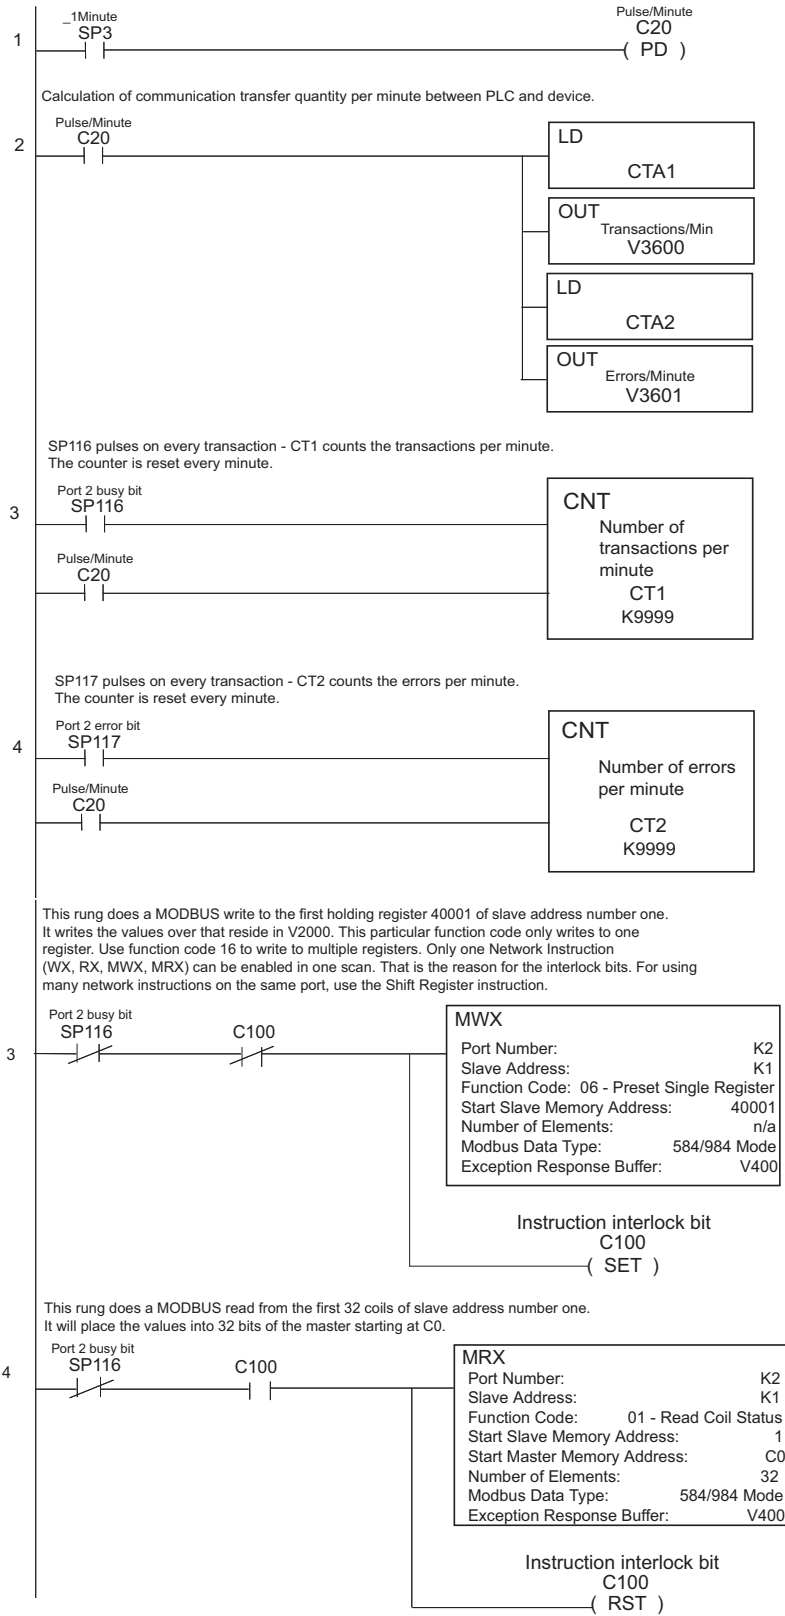 _1Minute
SP3
Pulse/Minute
C20
1
( PD )
Calculation of communication transfer quantity per minute between PLC and device.
Pulse/Minute
C20
2
LD
CTA1
OUT
Transactions/Min
V3600
LD
CTA2
OUT
Errors/Minute
V3601
SP116 pulses on every transaction - CT1 counts the transactions per minute.
The counter is reset every minute.
Port 2 busy bit
SP116
3
Pulse/Minute
C20
CNT
Number of
transactions per
minute
CT1
K9999
SP117 pulses on every transaction - CT2 counts the errors per minute.
The counter is reset every minute.
Port 2 error bit
SP117
4
Pulse/Minute
C20
CNT
Number of errors
per minute
CT2
K9999
This rung does a MODBUS write to the first holding register 40001 of slave address number one.
It writes the values over that reside in V2000. This particular function code only writes to one
register. Use function code 16 to write to multiple registers. Only one Network Instruction
(WX, RX, MWX, MRX) can be enabled in one scan. That is the reason for the interlock bits. For using
many network instructions on the same port, use the Shift Register instruction.
Port 2 busy bit
SP116
C100
3
MWX
Port Number: K2
Slave Address: K1
Function Code: 06 - Preset Single Register
Start Slave Memory Address: 40001
Number of Elements: n/a
Modbus Data Type: 584/984 Mode
Exception Response Buffer: V400
Instruction interlock bit
C100
( SET )
This rung does a MODBUS read from the first 32 coils of slave address number one.
It will place the values into 32 bits of the master starting at C0.
Port 2 busy bit
SP116
C100
4
MRX
Port Number: K2
Slave Address: K1
Function Code: 01 - Read Coil Status
Start Slave Memory Address: 1
Start Master Memory Address: C0
Number of Elements: 32
Modbus Data Type: 584/984 Mode
Exception Response Buffer: V400
Instruction interlock bit
C100
( RST )